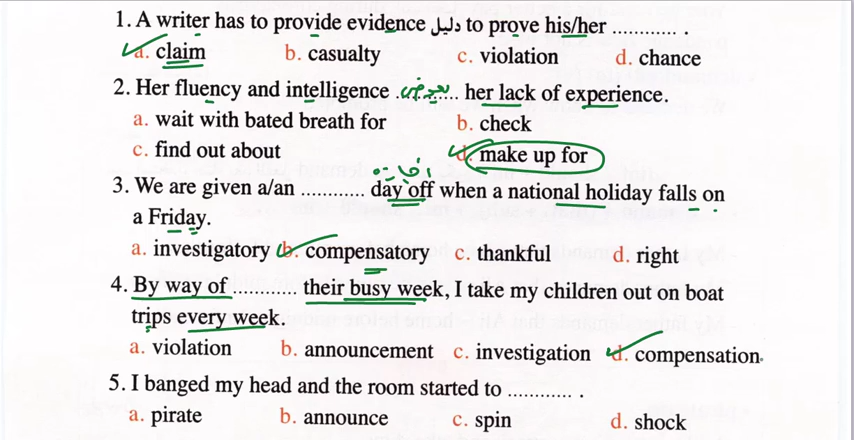 1. A writer has to provide evidence دليل to prove his/her ............ .
a. claim b. casualty c. violation d. chance
2. Her fluency and intelligence ............ her lack of experience.
a. wait with bated breath for b. check
c. find out about d. make up for
3. We are given a/an ........... day off when a national holiday falls on
a Friday.
a. investigatory b. compensatory c. thankful d. right
4. By way of ........... their busy week, I take my children out on boat
trips every week.
a. violation b. announcement c. investigation d. compensation.
5. I banged my head and the room started to ............ .
a. pirate b. announce c. spin d. shock